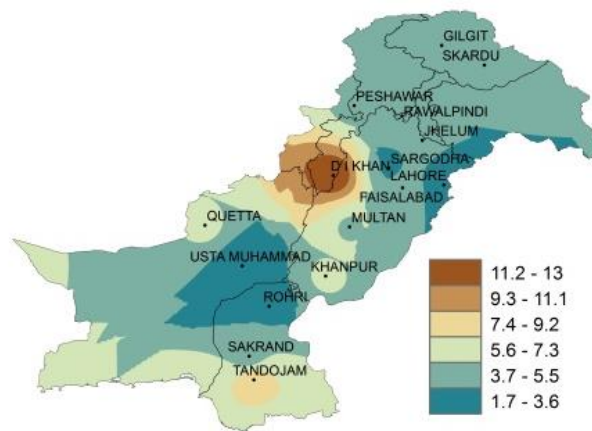 GILGIT
SKARDU
PESHAWAR
RAWALPINDI
JHELUM
D'I KHAN
SARGODHA
LAHORE
FAISALABAD
MULTAN
QUETTA
USTA MUHAMMAD
KHANPUR
ROHRI
SAKRAND
TANDOJAM
11.2 - 13
9.3 - 11.1
7.4 - 9.2
5.6 - 7.3
3.7 - 5.5
1.7 - 3.6